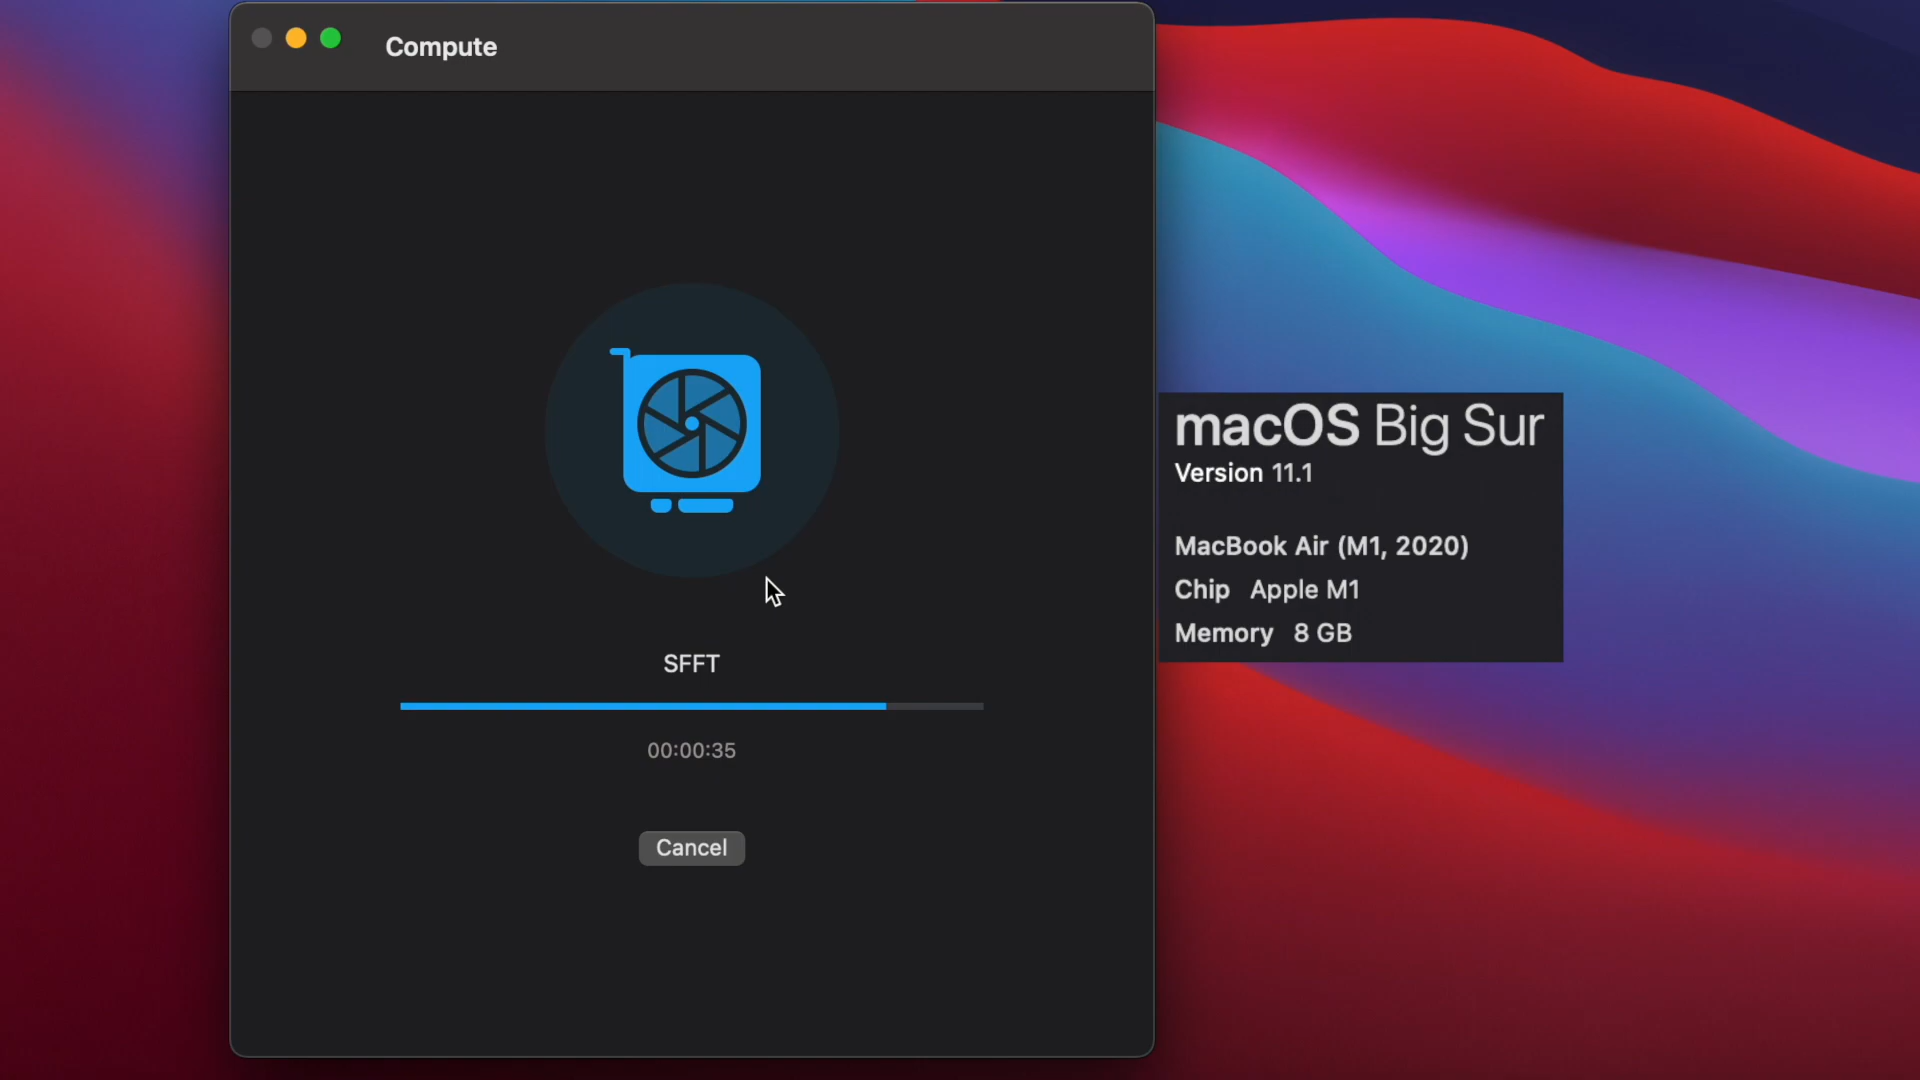 Compute
SFFT
00:00:35
Cancel
macOS Big Sur
Version 11.1
MacBook Air (M1, 2020)
Chip Apple M1
Memory 8 GB